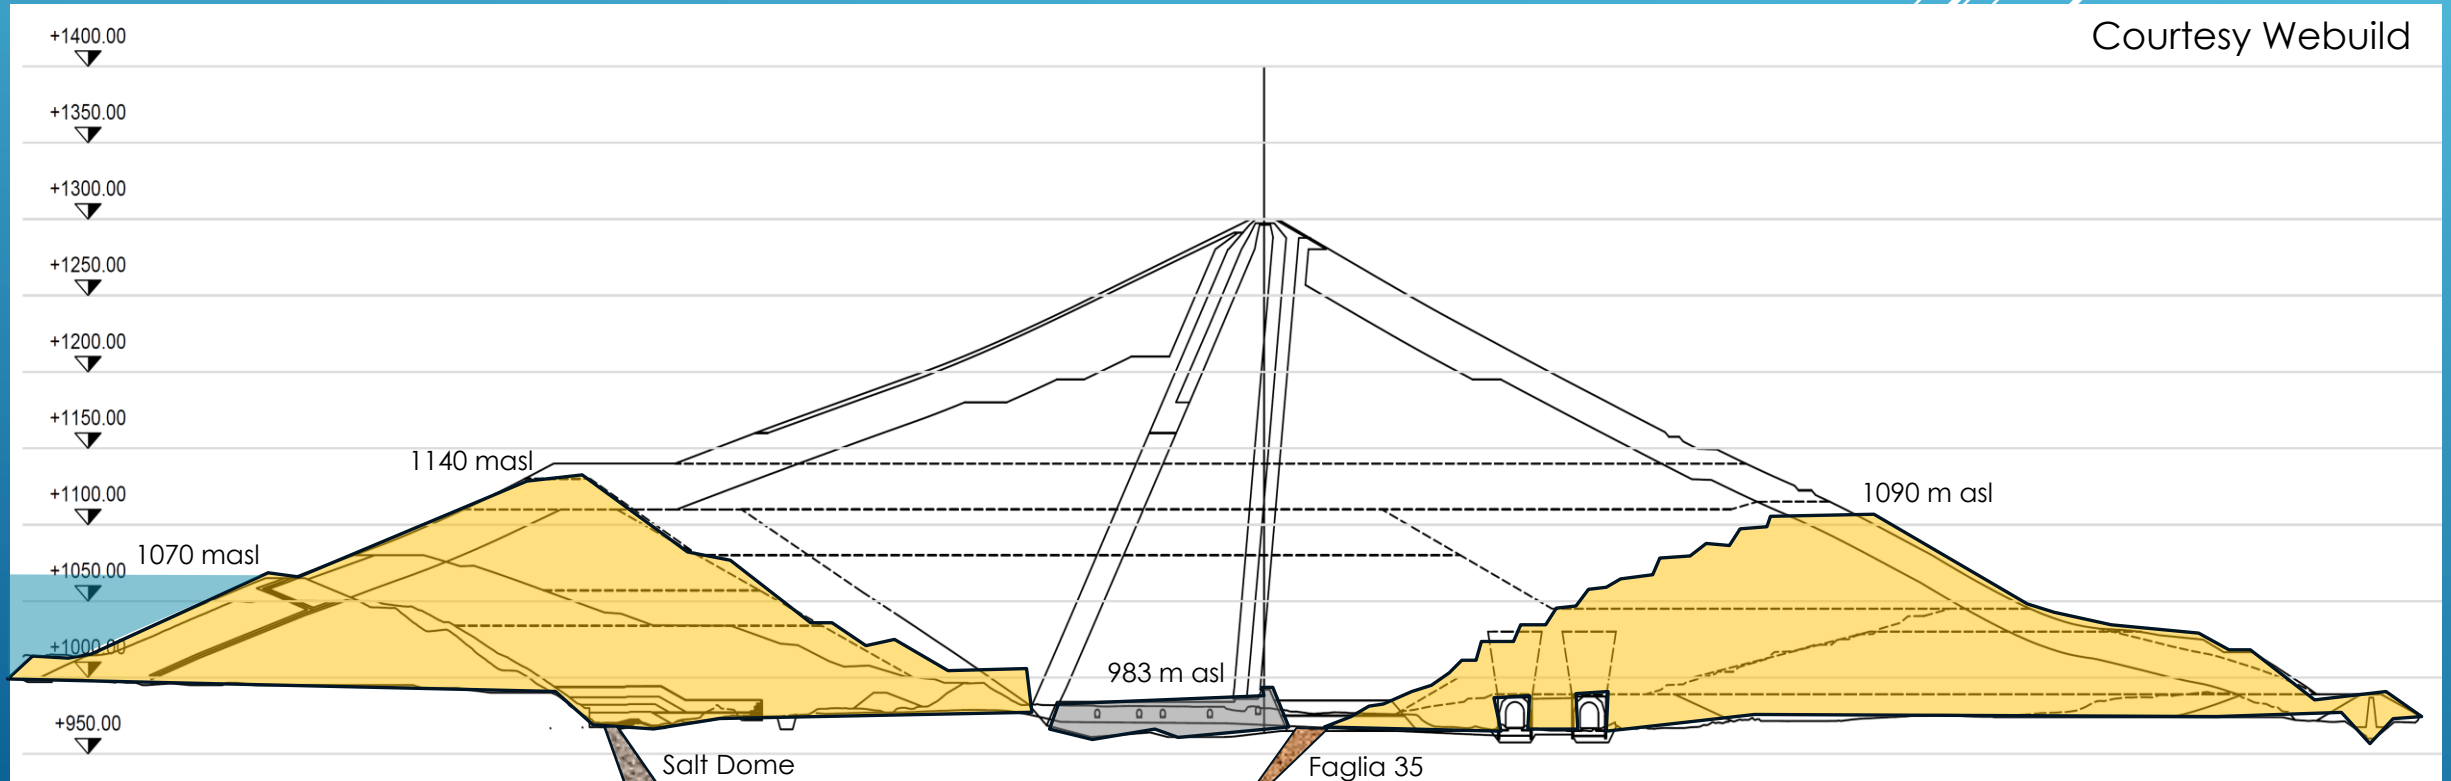 Courtesy Webuild
+1400.00
+1350.00
+1300.00
+1250.00
+1200.00
+1150.00
1140 masl
+1100.00
1090 m asl
1070 masl
+1050.00
+1000.00
983 m asl
+950.00
Salt Dome
Faglia 35